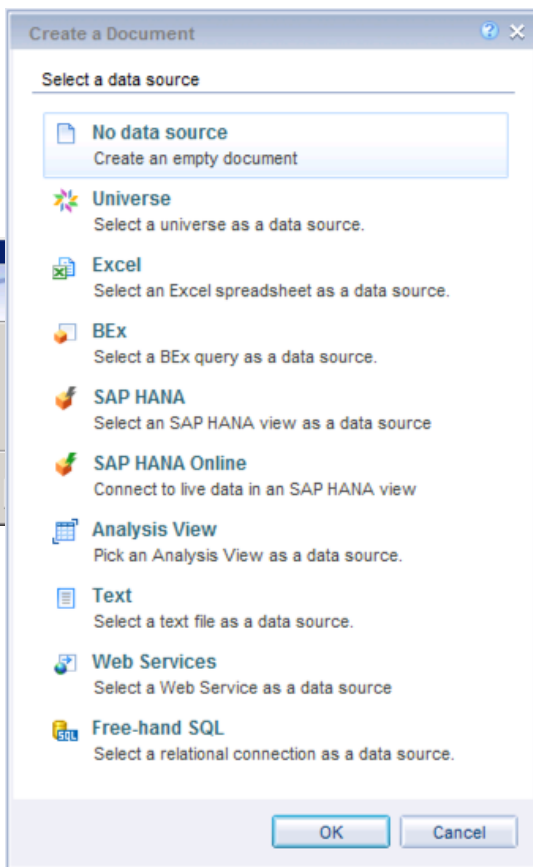 Create a Document
Select a data source
No data source
Create an empty document
Universe
Select a universe as a data source.
Excel
Select an Excel spreadsheet as a data source.
BEx
Select a BEx query as a data source.
SAP HANA
Select an SAP HANA view as a data source
SAP HANA Online
Connect to live data in an SAP HANA view
Analysis View
Pick an Analysis View as a data source.
Text
Select a text file as a data source.
Web Services
Select a Web Service as a data source
Free-hand SQL
Select a relational connection as a data source.
OK Cancel